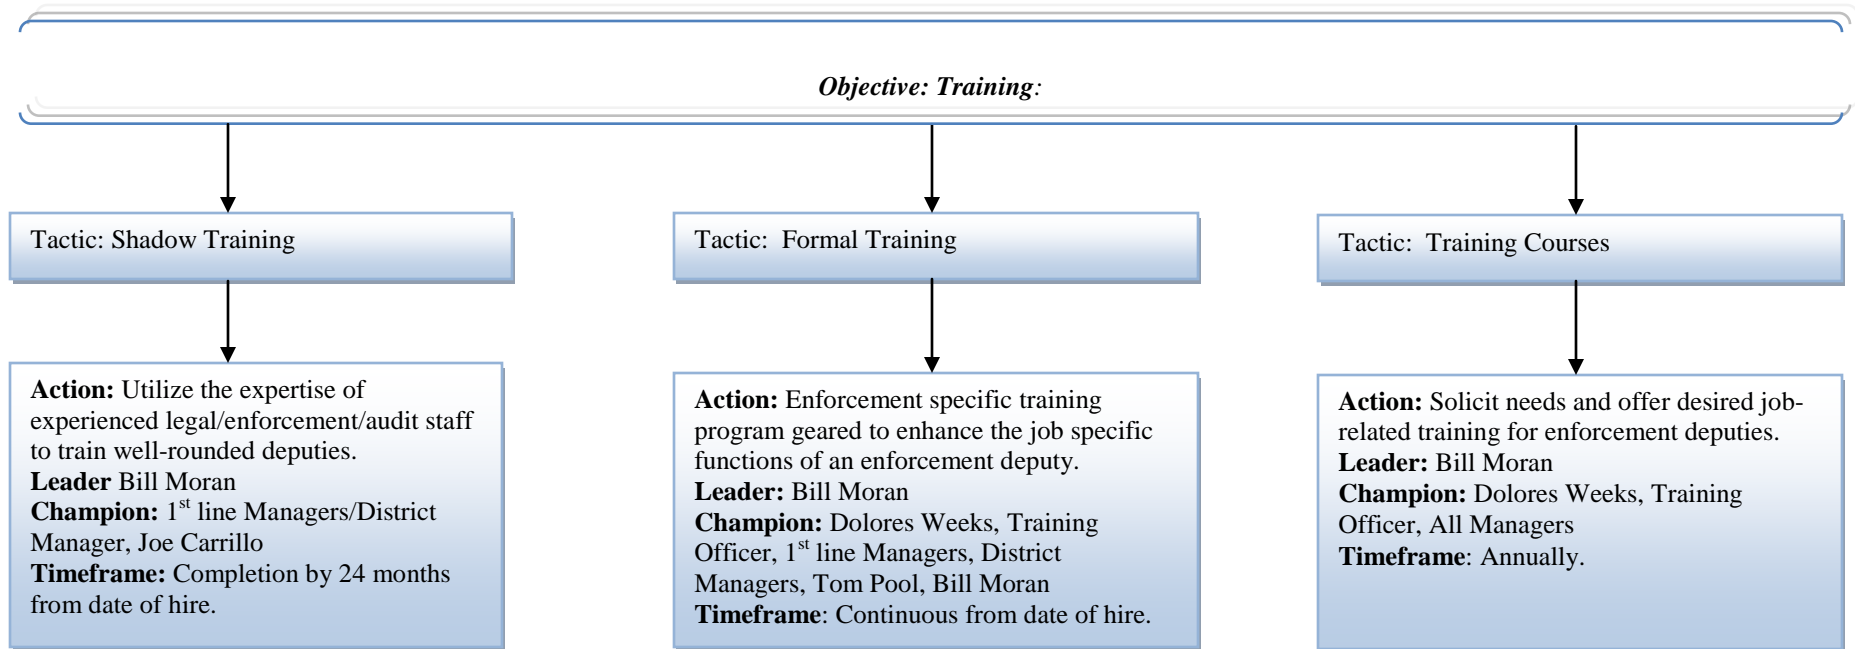 Objective: Training:
Tactic: Shadow Training
Action: Utilize the expertise of
experienced legal/enforcement/audit staff
to train well-rounded deputies.
Leader Bill Moran
Champion: 1st line Managers/District
Manager, Joe Carrillo
Timeframe: Completion by 24 months
from date of hire.
Tactic:  Formal Training
Action: Enforcement specific training
program geared to enhance the job specific
functions of an enforcement deputy.
Leader: Bill Moran
Champion: Dolores Weeks, Training
Officer, 1st line Managers, District
Managers, Tom Pool, Bill Moran
Timeframe: Continuous from date of hire.
Tactic:  Training Courses
Action: Solicit needs and offer desired job-
related training for enforcement deputies.
Leader: Bill Moran
Champion: Dolores Weeks, Training
Officer, All Managers
Timeframe: Annually.